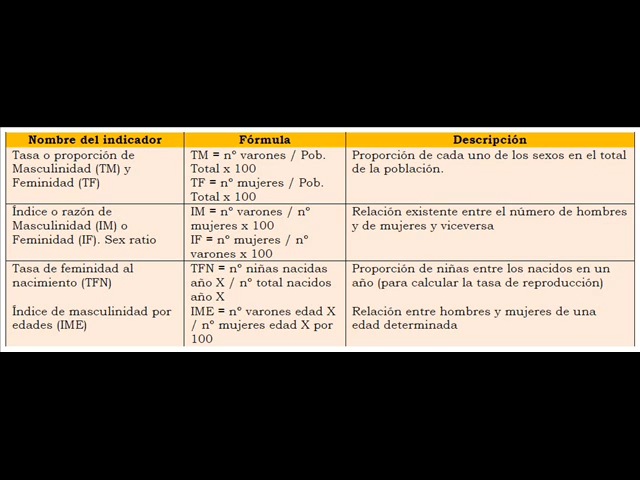 Nombre del indicador Fórmula Descripción
Tasa o proporción de
Masculinidad (TM) y
Feminidad (TF)
TM = nº varones / Pob.
Total x 100
TF = nº mujeres / Pob.
Total x 100
Proporción de cada uno de los sexos en el total
de la población.
Índice o razón de
Masculinidad (IM) o
Feminidad (IF). Sex ratio
IM = nº varones / nº
mujeres x 100
IF = nº mujeres / nº
varones x 100
Relación existente entre el número de hombres
y de mujeres y viceversa
Tasa de feminidad al
nacimiento (TFN)
TFN = nº niñas nacidas
año X / nº total nacidos
año X
Proporción de niñas entre los nacidos en un
año (para calcular la tasa de reproducción)
Índice de masculinidad por
edades (IME)
IME = nº varones edad X
/ nº mujeres edad X por
100
Relación entre hombres y mujeres de una
edad determinada